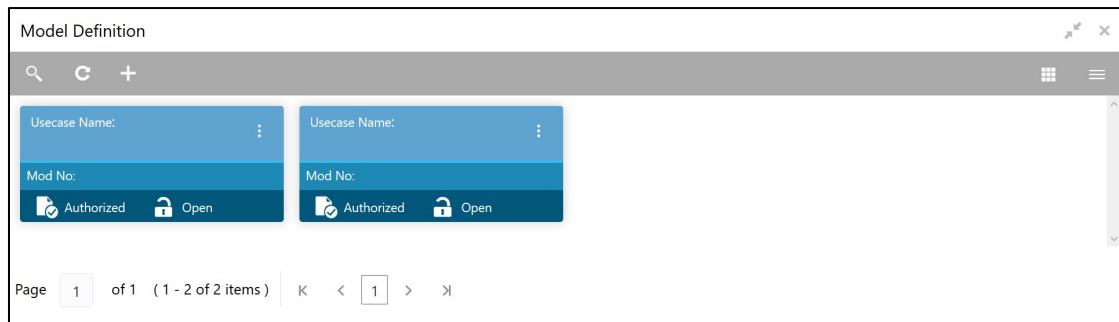 Model Definition
Usecase Name:
Mod No:
Authorized Open
Usecase Name:
Mod No:
Authorized Open
Page 1 of 1 ( 1 - 2 of 2 items ) 1